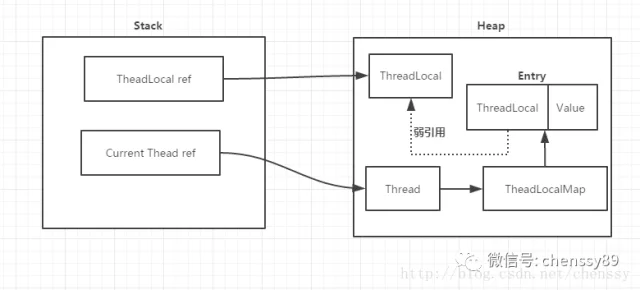 Stack
Heap
TheadLocal ref
ThreadLocal
Entry
ThreadLocal
Value
弱引用
Current Thead ref
Thread
TheadLocalMap
微信号: chenssy89
http://blog.csdn.net/chenssy